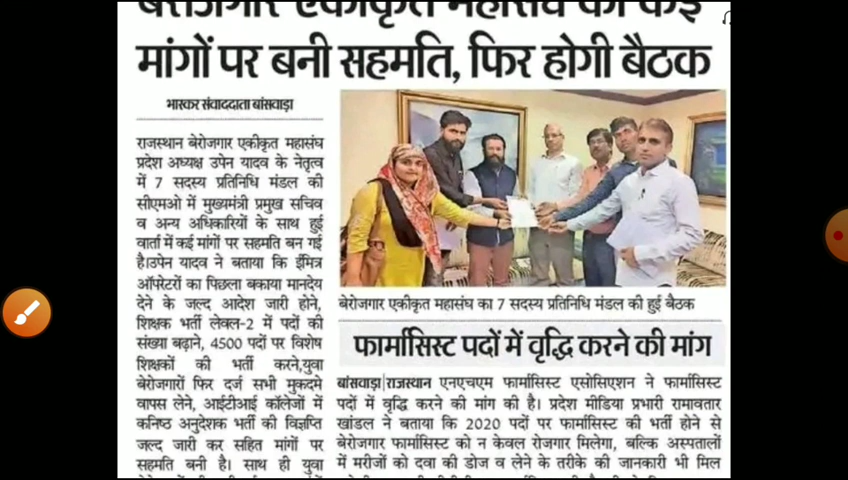 बेरोजगार एकीकृत महासंघ की कई
मांगों पर बनी सहमति, फिर होगी बैठक
भास्कर संवाददाता बांसवाड़ा
राजस्थान बेरोजगार एकीकृत महासंघ
प्रदेश अध्यक्ष उपेन यादव के नेतृत्व
में 7 सदस्य प्रतिनिधि मंडल की
सीएमओ में मुख्यमंत्री प्रमुख सचिव
व अन्य अधिकारियों के साथ हुई
वार्ता में कई मांगों पर सहमति बन गई
है।उपेन यादव ने बताया कि ईमित्र
ऑपरेटरों का पिछला बकाया मानदेय
देने के जल्द आदेश जारी होने,
शिक्षक भर्ती लेवल-2 में पदों की
संख्या बढ़ाने, 4500 पदों पर विशेष
शिक्षकों की भर्ती करने,युवा
बेरोजगारों फिर दर्ज सभी मुकदमे
वापस लेने, आईटीआई कॉलेजों में
कनिष्ठ अनुदेशक भर्ती की विज्ञप्ति
जल्द जारी कर सहित मांगों पर
सहमति बनी है। साथ ही युवा
बेरोजगार एकीकृत महासंघ का 7 सदस्य प्रतिनिधि मंडल की हुई बैठक
फार्मासिस्ट पदों में वृद्धि करने की मांग
बांसवाड़ा|राजस्थान एनएचएम फार्मासिस्ट एसोसिएशन ने फार्मासिस्ट
पदों में वृद्धि करने की मांग की है। प्रदेश मीडिया प्रभारी रामावतार
खांडल ने बताया कि 2020 पदों पर फार्मासिस्ट की भर्ती होने से
बेरोजगार फार्मासिस्ट को न केवल रोजगार मिलेगा, बल्कि अस्पतालों
में मरीजों को दवा की डोज व लेने के तरीके की जानकारी भी मिल